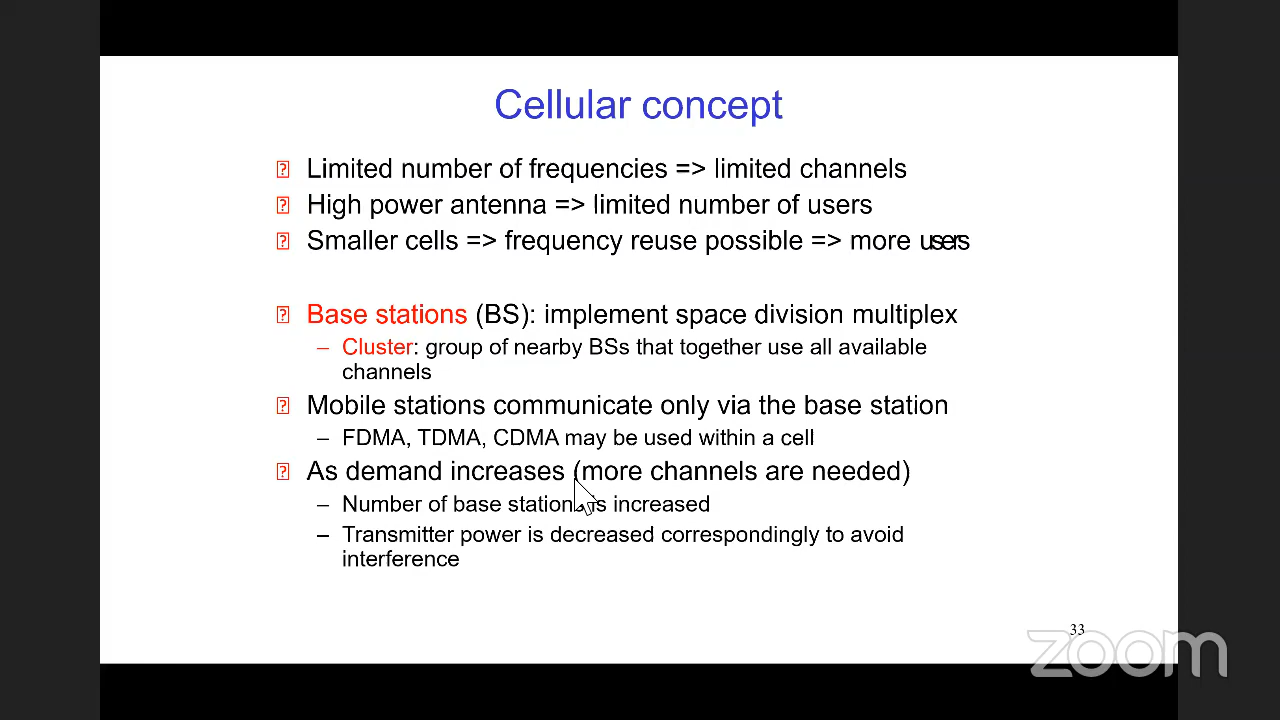 Cellular concept
Limited number of frequencies => limited channels
High power antenna => limited number of users
Smaller cells => frequency reuse possible => more users
Base stations (BS): implement space division multiplex
– Cluster: group of nearby BSs that together use all available
channels
Mobile stations communicate only via the base station
– FDMA, TDMA, CDMA may be used within a cell
As demand increases (more channels are needed)
– Number of base stations is increased
– Transmitter power is decreased correspondingly to avoid
interference
33
zoom